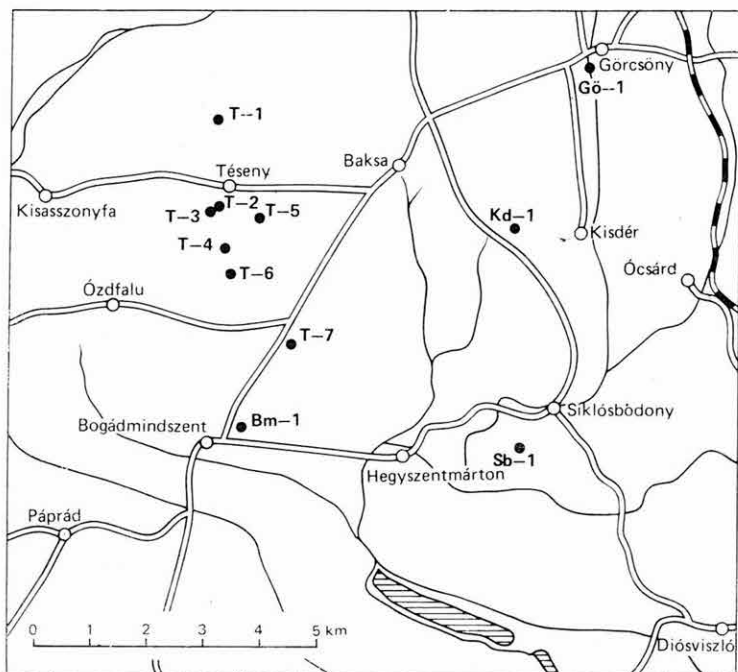 Görcsöny
Gö–1
T–1
Baksa
Téseny
Kisasszonyfa
T–2
T–3
T–5
Kd–1
Kisdér
T–4
Ócsárd
T–6
Ózdfalu
T–7
Siklósbodony
Bm–1
Bogádmindszent
Sb–1
Hegyszentmárton
Páprád
0 1 2 3 4 5 km
Diósviszló